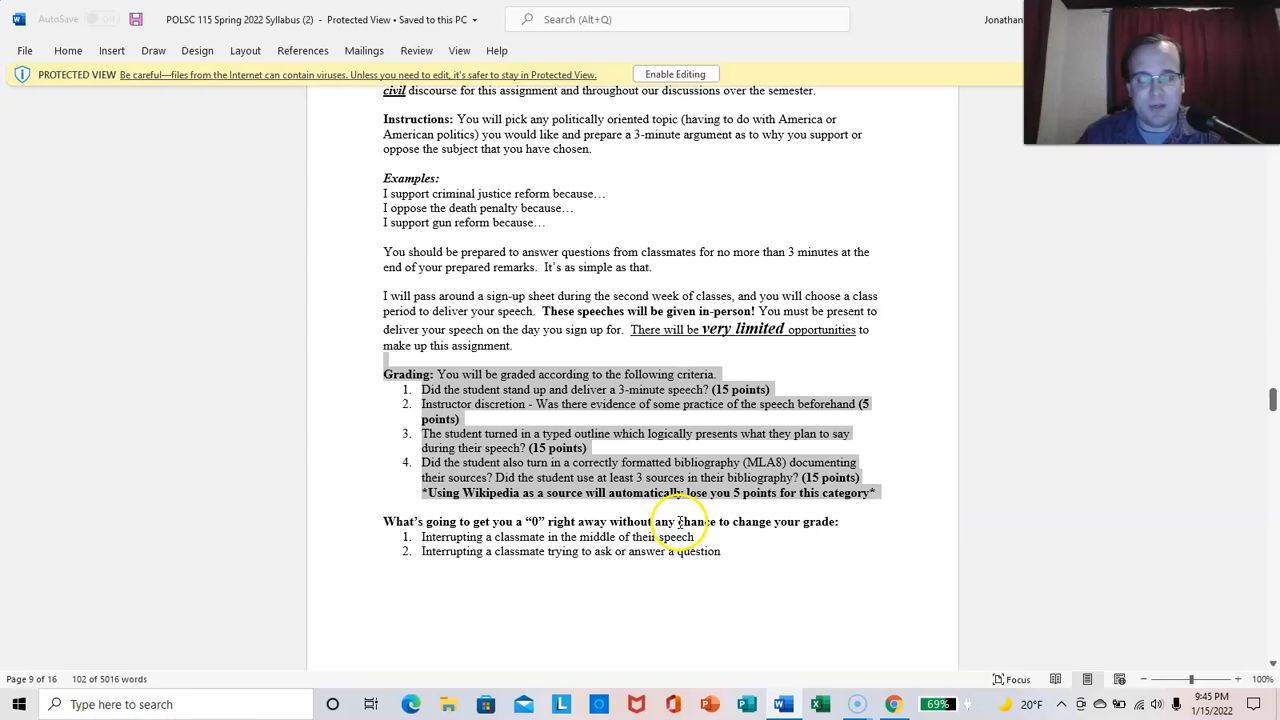 AutoSave
Off
POLSC 115 Spring 2022 Syllabus (2) - Protected View • Saved to this PC
Search (Alt+Q)
Jonathan
File Home Insert Draw Design Layout References Mailings Review View Help
PROTECTED VIEW Be careful—files from the Internet can contain viruses. Unless you need to edit, it's safer to stay in Protected View. Enable Editing
civil discourse for this assignment and throughout our discussions over the semester.
Instructions: You will pick any politically oriented topic (having to do with America or
American politics) you would like and prepare a 3-minute argument as to why you support or
oppose the subject that you have chosen.
Examples:
I support criminal justice reform because…
I oppose the death penalty because…
I support gun reform because…
You should be prepared to answer questions from classmates for no more than 3 minutes at the
end of your prepared remarks. It's as simple as that.
I will pass around a sign-up sheet during the second week of classes, and you will choose a class
period to deliver your speech. These speeches will be given in-person! You must be present to
deliver your speech on the day you sign up for. There will be very limited opportunities to
make up this assignment.
Grading: You will be graded according to the following criteria.
1. Did the student stand up and deliver a 3-minute speech? (15 points)
2. Instructor discretion - Was there evidence of some practice of the speech beforehand (5
points)
3. The student turned in a typed outline which logically presents what they plan to say
during their speech? (15 points)
4. Did the student also turn in a correctly formatted bibliography (MLA8) documenting
their sources? Did the student use at least 3 sources in their bibliography? (15 points)
*Using Wikipedia as a source will automatically lose you 5 points for this category*
What's going to get you a “0” right away without any chance to change your grade:
1. Interrupting a classmate in the middle of their speech
2. Interrupting a classmate trying to ask or answer a question
Page 9 of 16 102 of 5016 words Focus 100%
Type here to search
69%
20°F
9:45 PM
1/15/2022